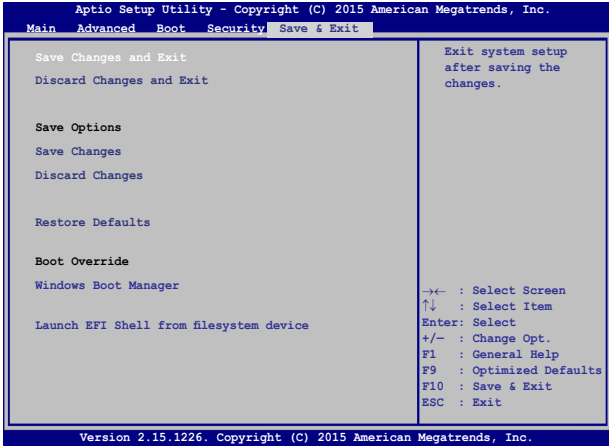 Aptio Setup Utility - Copyright (C) 2015 American Megatrends, Inc.
Main Advanced Boot Security Save & Exit
Save Changes and Exit
Discard Changes and Exit
Save Options
Save Changes
Discard Changes
Restore Defaults
Boot Override
Windows Boot Manager
Launch EFI Shell from filesystem device
Exit system setup
after saving the
changes.
→← : Select Screen
↑↓ : Select Item
Enter: Select
+/− : Change Opt.
F1 : General Help
F9 : Optimized Defaults
F10 : Save & Exit
ESC : Exit
Version 2.15.1226. Copyright (C) 2015 American Megatrends, Inc.